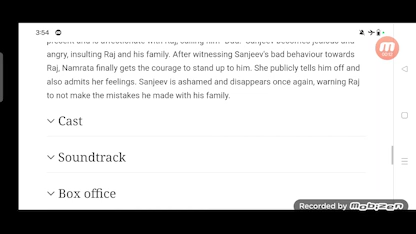 3:54
present and is affectionate with Raj, calling him "Dad." Sanjeev becomes jealous and
angry, insulting Raj and his family. After witnessing Sanjeev's bad behaviour towards
Raj, Namrata finally gets the courage to stand up to him. She publicly tells him off and
also admits her feelings. Sanjeev is ashamed and disappears once again, warning Raj
to not make the mistakes he made with his family.
Cast
Soundtrack
Box office
Recorded by mobizen